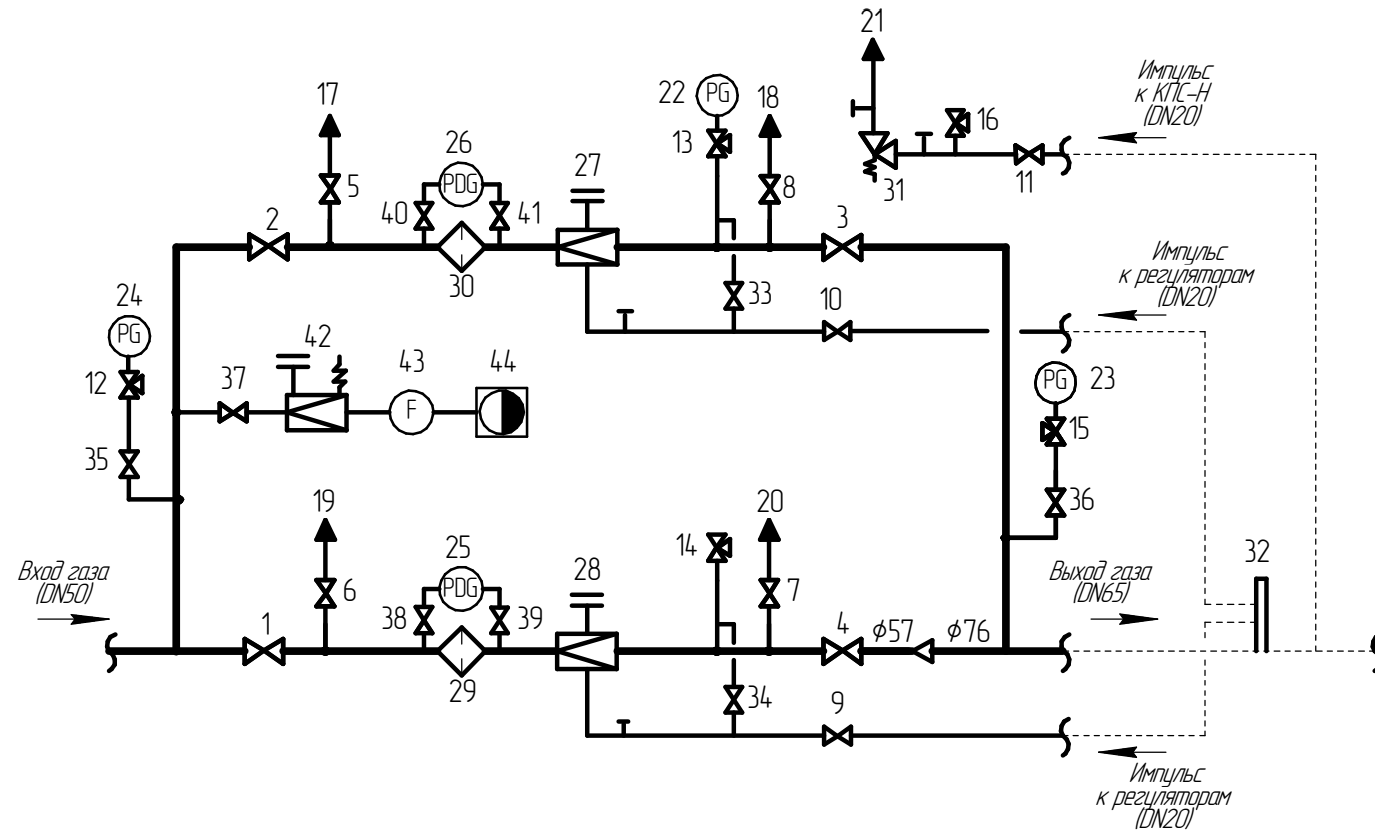 21
Импульс
к КПС-Н
(DN20)
17
22
PG
18
16
26
13
27
PDG
5
8
31
11
40
41
2
3
30
Импульс
к регуляторам
(DN20)
24
33
10
PG
42
43
44
PG
23
12
37
F
15
35
36
19
20
25
14
28
32
Вход газа
(DN50)
PDG
Выход газа
(DN65)
6
7
38
39
1
4
ϕ57
ϕ76
29
34
9
Импульс
к регуляторам
(DN20)